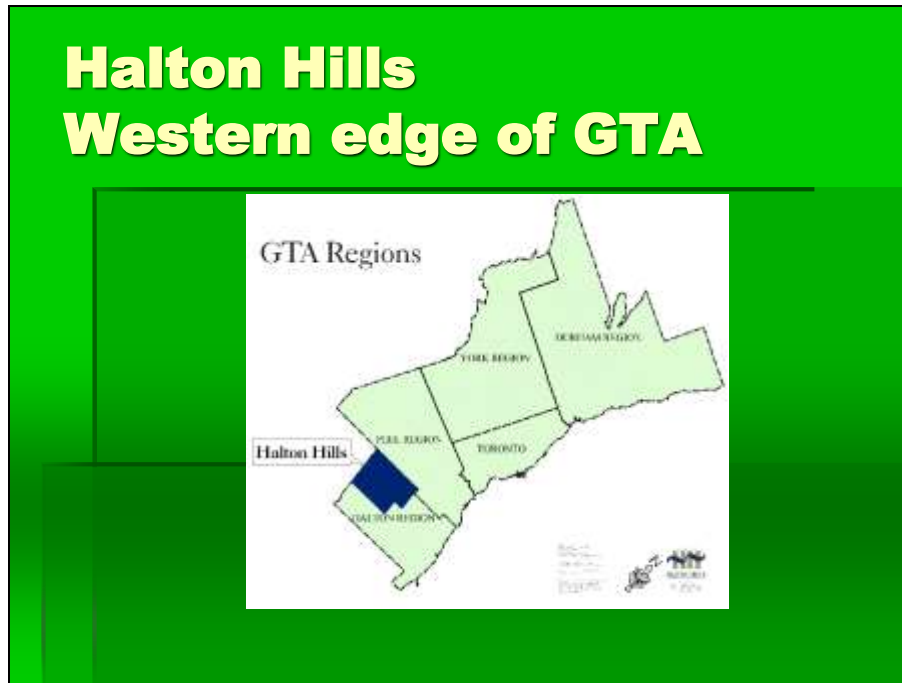 Halton Hills
Western edge of GTA
GTA Regions
DURHAM REGION
YORK REGION
PEEL REGION
TORONTO
Halton Hills
HALTON REGION